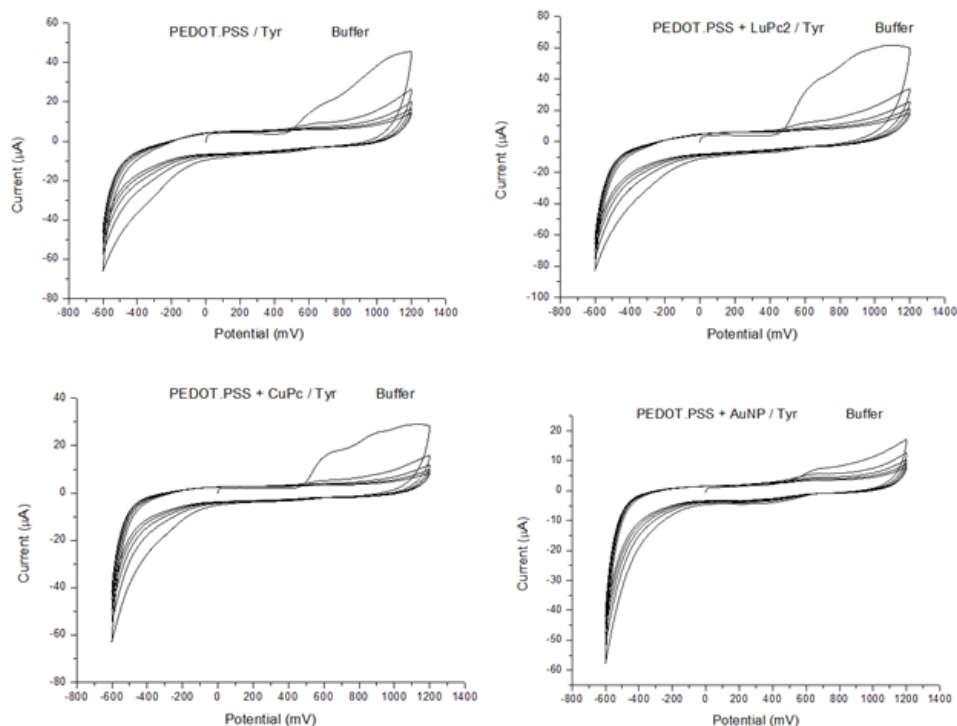 PEDOT.PSS / Tyr Buffer
60
40
20
0
-20
-40
-60
-80
Current (µA)
-800 -600 -400 -200 0 200 400 600 800 1000 1200 1400
Potential (mV)
PEDOT.PSS + LuPc2 / Tyr Buffer
80
60
40
20
0
-20
-40
-60
-80
-100
Current (µA)
-800 -600 -400 -200 0 200 400 600 800 1000 1200 1400
Potential (mV)
PEDOT.PSS + CuPc / Tyr Buffer
40
20
0
-20
-40
-60
-80
Current (µA)
-800 -600 -400 -200 0 200 400 600 800 1000 1200 1400
Potential (mV)
PEDOT.PSS + AuNP / Tyr Buffer
20
10
0
-10
-20
-30
-40
-50
-60
Current (µA)
-800 -600 -400 -200 0 200 400 600 800 1000 1200 1400
Potential (mV)